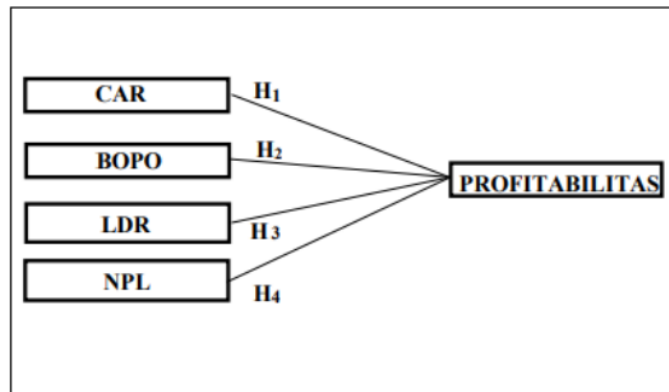 CAR
H1
BOPO
H2
PROFITABILITAS
LDR
H3
NPL
H4